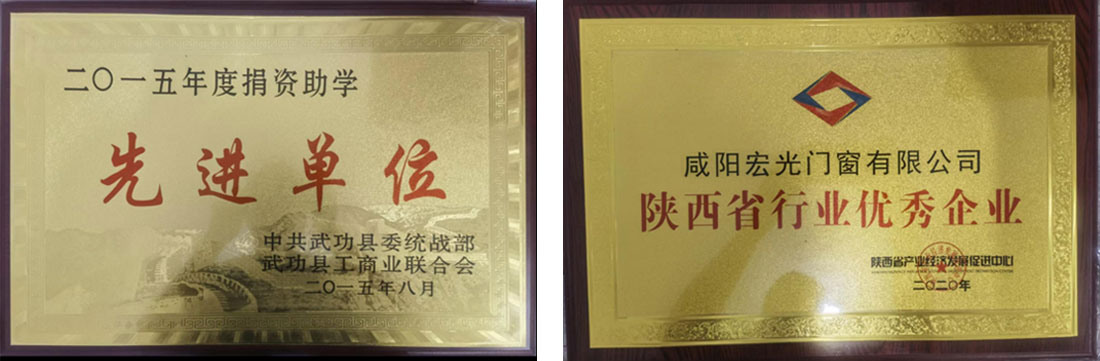 二〇一五年度捐资助学
先进单位
中共武功县委统战部
武功县工商业联合会
二〇一五年八月
咸阳宏光门窗有限公司
陕西省行业优秀企业
陕西省产业经济发展促进中心
二〇二〇年